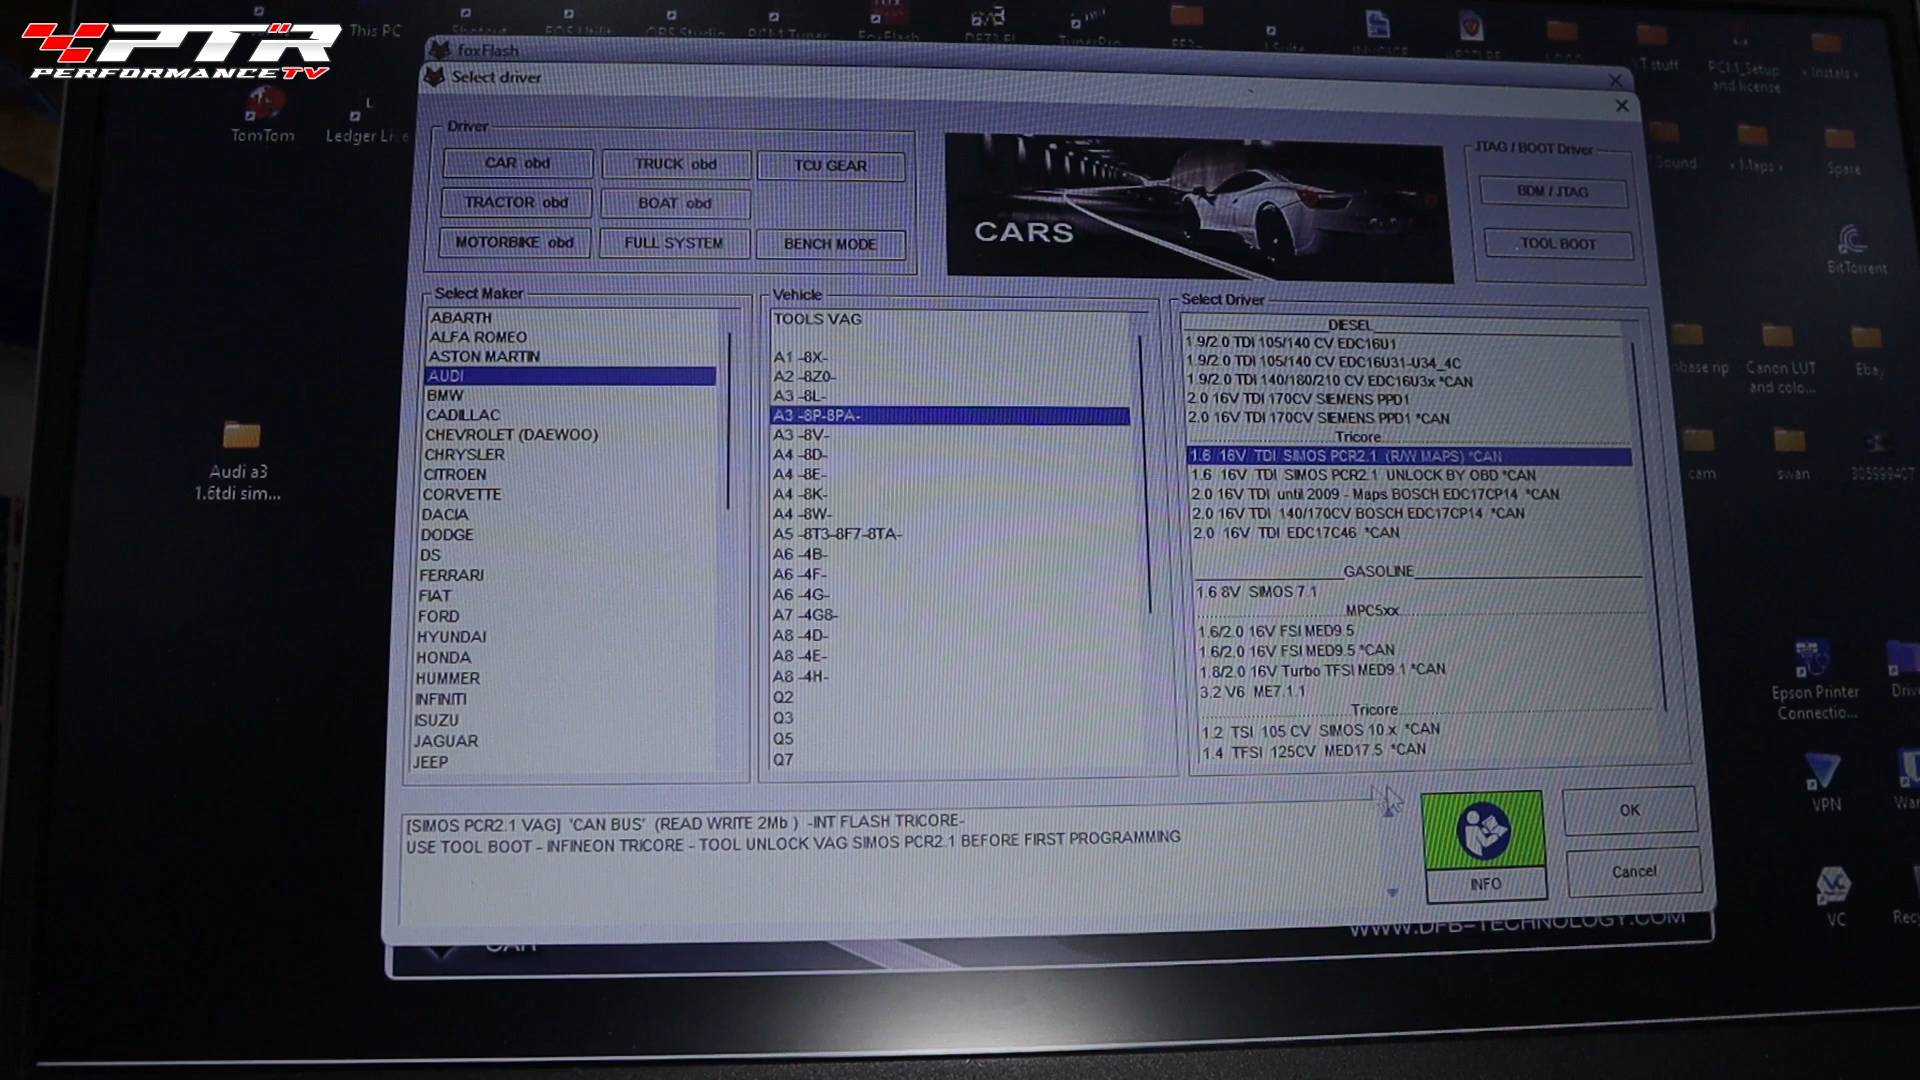 PTR
PERFORMANCETV
This PC
foxFlash
Select driver
TomTom
Ledger Live
Driver
CAR obd
TRUCK obd
TCU GEAR
TRACTOR obd
BOAT obd
MOTORBIKE obd
FULL SYSTEM
BENCH MODE
CARS
JTAG / BOOT Driver
BDM / JTAG
TOOL BOOT
Select Maker
ABARTH
ALFA ROMEO
ASTON MARTIN
AUDI
BMW
CADILLAC
CHEVROLET (DAEWOO)
CHRYSLER
CITROEN
CORVETTE
DACIA
DODGE
DS
FERRARI
FIAT
FORD
HYUNDAI
HONDA
HUMMER
INFINITI
ISUZU
JAGUAR
JEEP
Vehicle
TOOLS VAG
A1 -8X-
A2 -8Z0-
A3 -8L-
A3 -8P-8PA-
A3 -8V-
A4 -8D-
A4 -8E-
A4 -8K-
A4 -8W-
A5 -8T3-8F7-8TA-
A6 -4B-
A6 -4F-
A6 -4G-
A7 -4G8-
A8 -4D-
A8 -4E-
A8 -4H-
Q2
Q3
Q5
Q7
Select Driver
DIESEL
1.9/2.0 TDI 105/140 CV EDC16U1
1.9/2.0 TDI 105/140 CV EDC16U31-U34_4C
1.9/2.0 TDI 140/180/210 CV EDC16U3x *CAN
2.0 16V TDI 170CV SIEMENS PPD1
2.0 16V TDI 170CV SIEMENS PPD1 *CAN
Tricore
1.6 16V TDI SIMOS PCR2.1 (R/W MAPS) *CAN
1.6 16V TDI SIMOS PCR2.1 UNLOCK BY OBD *CAN
2.0 16V TDI until 2009 - Maps BOSCH EDC17CP14 *CAN
2.0 16V TDI 140/170CV BOSCH EDC17CP14 *CAN
2.0 16V TDI EDC17C46 *CAN
GASOLINE
1.6 8V SIMOS 7.1
MPC5xx
1.6/2.0 16V FSI MED9.5
1.6/2.0 16V FSI MED9.5 *CAN
1.8/2.0 16V Turbo TFSI MED9.1 *CAN
3.2 V6 ME7.1.1
Tricore
1.2 TSI 105 CV SIMOS 10.x *CAN
1.4 TFSI 125CV MED17.5 *CAN
[SIMOS PCR2.1 VAG] 'CAN BUS' (READ WRITE 2Mb ) -INT FLASH TRICORE-
USE TOOL BOOT - INFINEON TRICORE - TOOL UNLOCK VAG SIMOS PCR2.1 BEFORE FIRST PROGRAMMING
INFO
OK
Cancel
WWW.DFB-TECHNOLOGY.COM
CAR
Audi a3
1.6tdi sim...
T stuff
PCI.1_Setup
and license
x Maps x
Spare
BitTorrent
Canon LUT
and colo...
Ebay
cam
swan
Epson Printer
Connectio...
VPN
VC